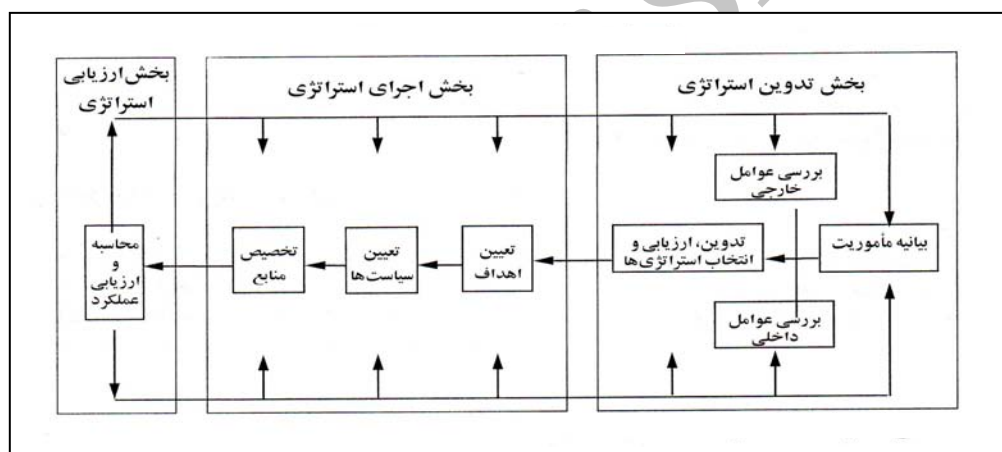 بخش تدوین استراتژی
بررسی عوامل
خارجی
بیانیه مأموریت
تدوین، ارزیابی و
انتخاب استراتژی‌ها
بررسی عوامل
داخلی
بخش اجرای استراتژی
تعیین
اهداف
تعیین
سیاست‌ها
تخصیص
منابع
بخش ارزیابی
استراتژی
محاسبه
و
ارزیابی
عملکرد